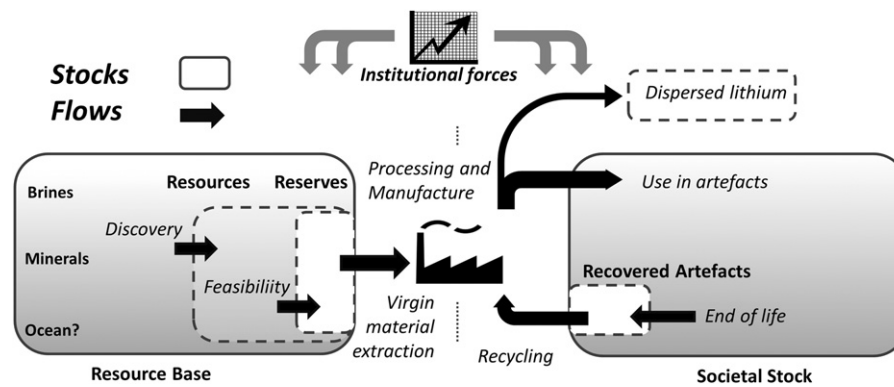 Institutional forces
Stocks
Flows
Dispersed lithium
Processing and
Manufacture
Resources
Reserves
Brines
Use in artefacts
Discovery
Minerals
Recovered Artefacts
Feasibiliity
Virgin
material
extraction
End of life
Ocean?
Recycling
Resource Base
Societal Stock